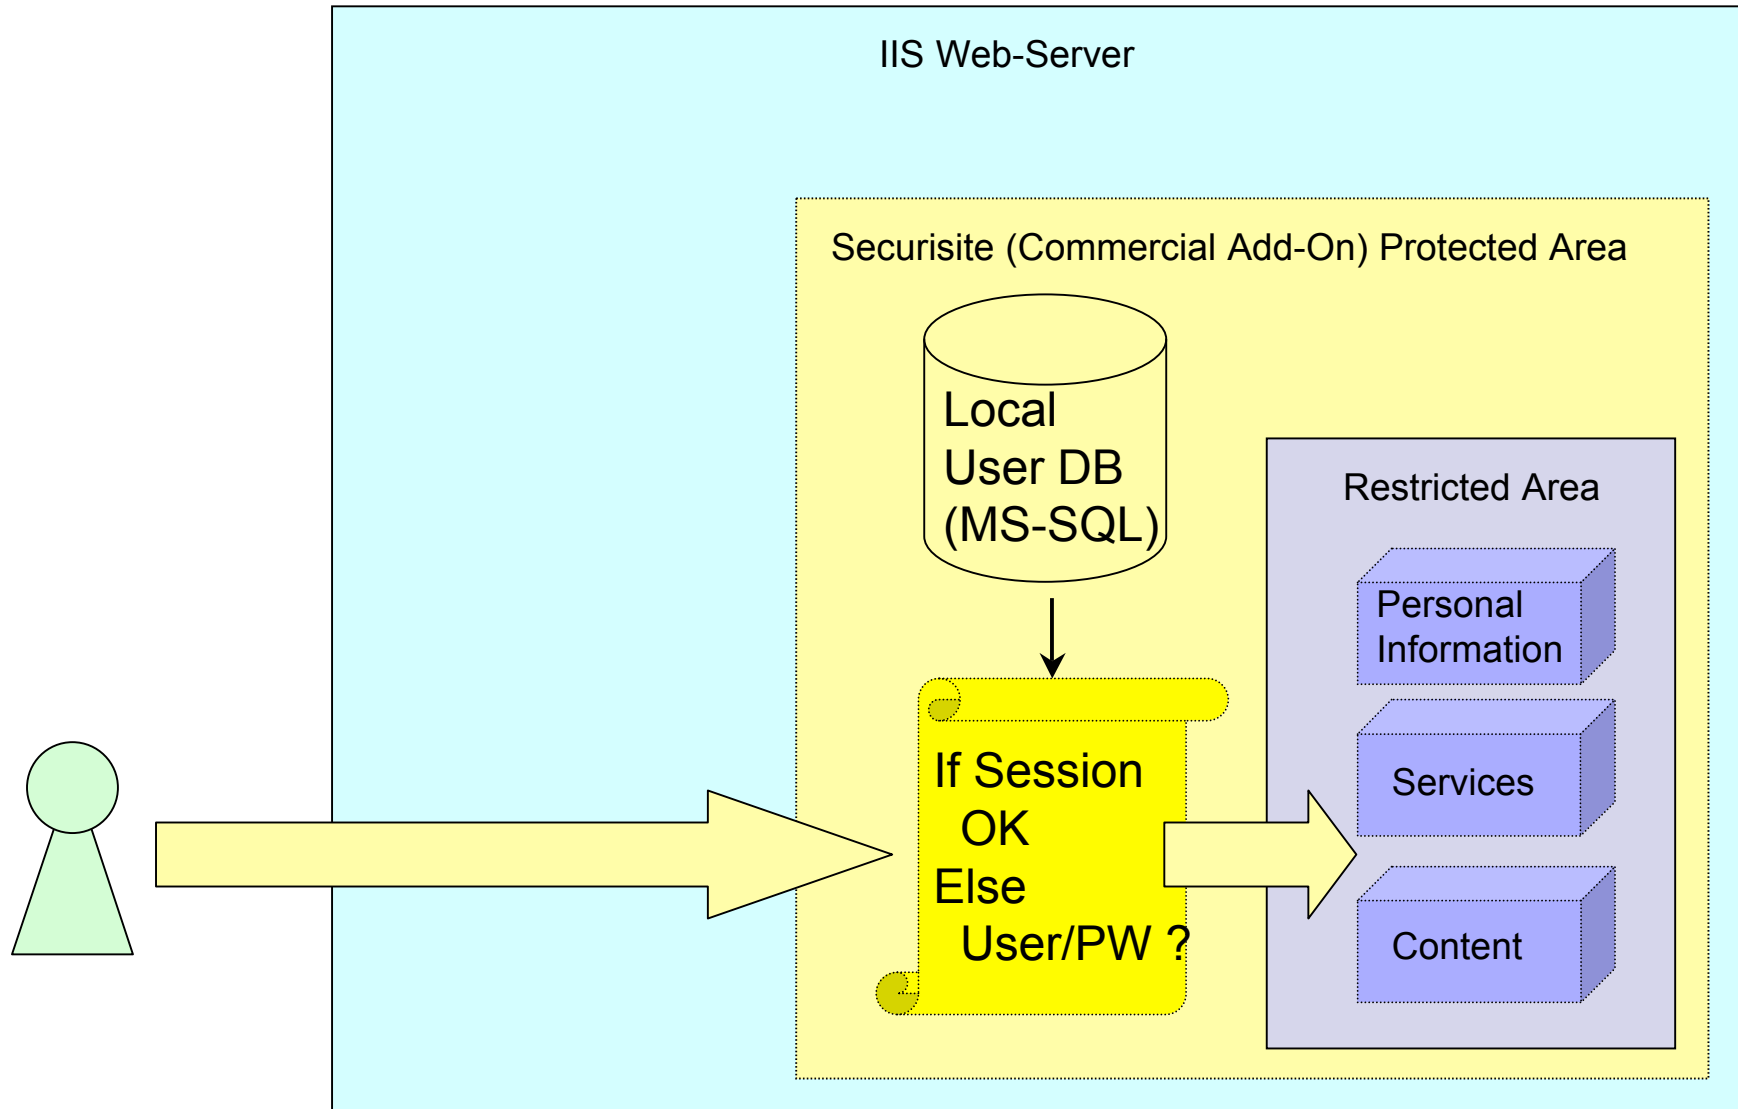 IIS Web-Server
Securisite (Commercial Add-On) Protected Area
Local
User DB
(MS-SQL)
Restricted Area
Personal
Information
Services
Content
If Session
OK
Else
User/PW ?